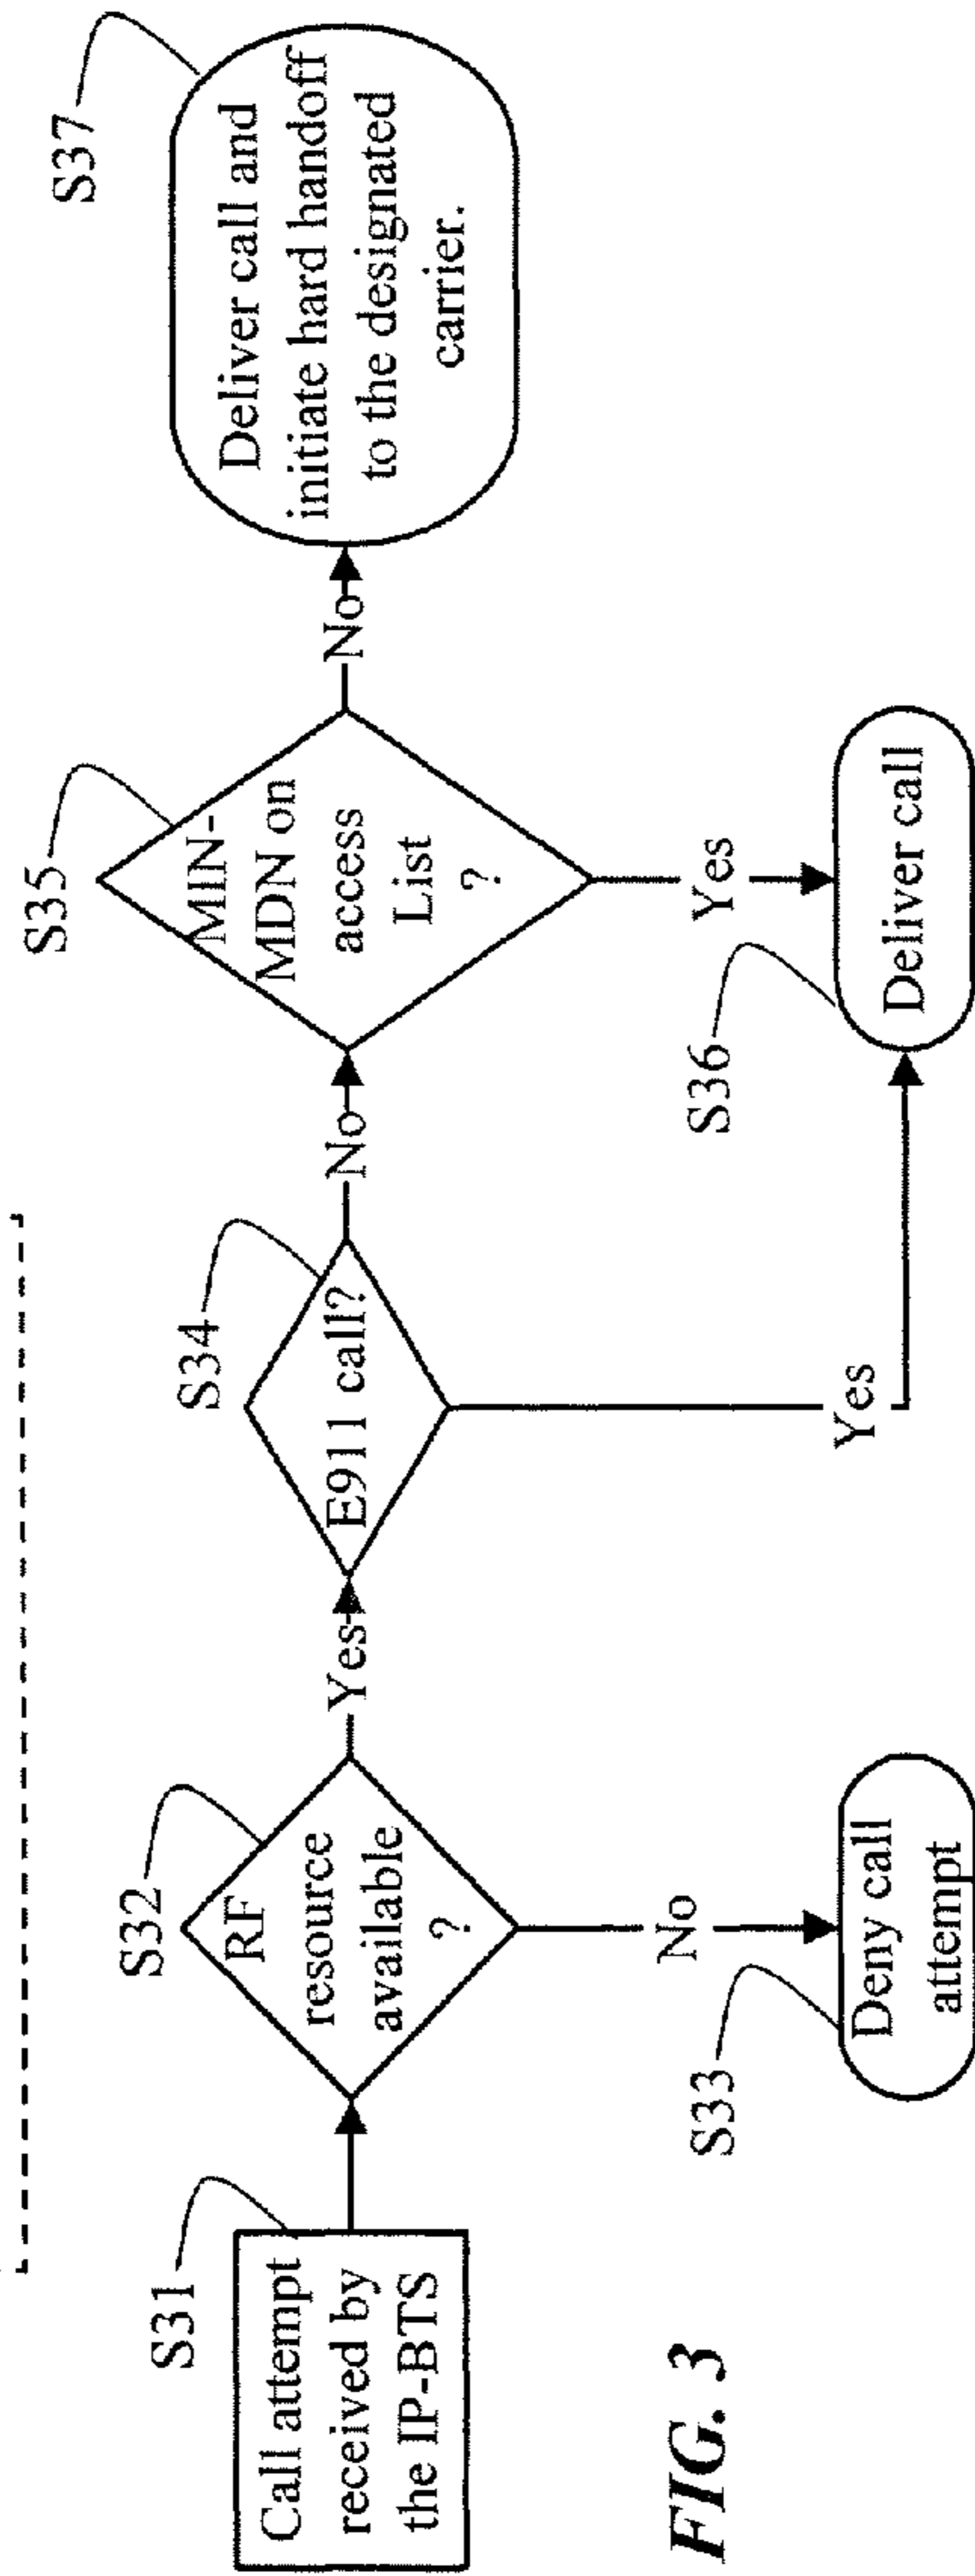 S31
Call attempt
received by
the IP-BTS
S32
RF
resource
available
?
Yes
No
S33
Deny call
attempt
S34
E911 call?
No
Yes
S35
MIN-
MDN on
access
List
?
No
Yes
S36
Deliver call
S37
Deliver call and
initiate hard handoff
to the designated
carrier.
FIG. 3